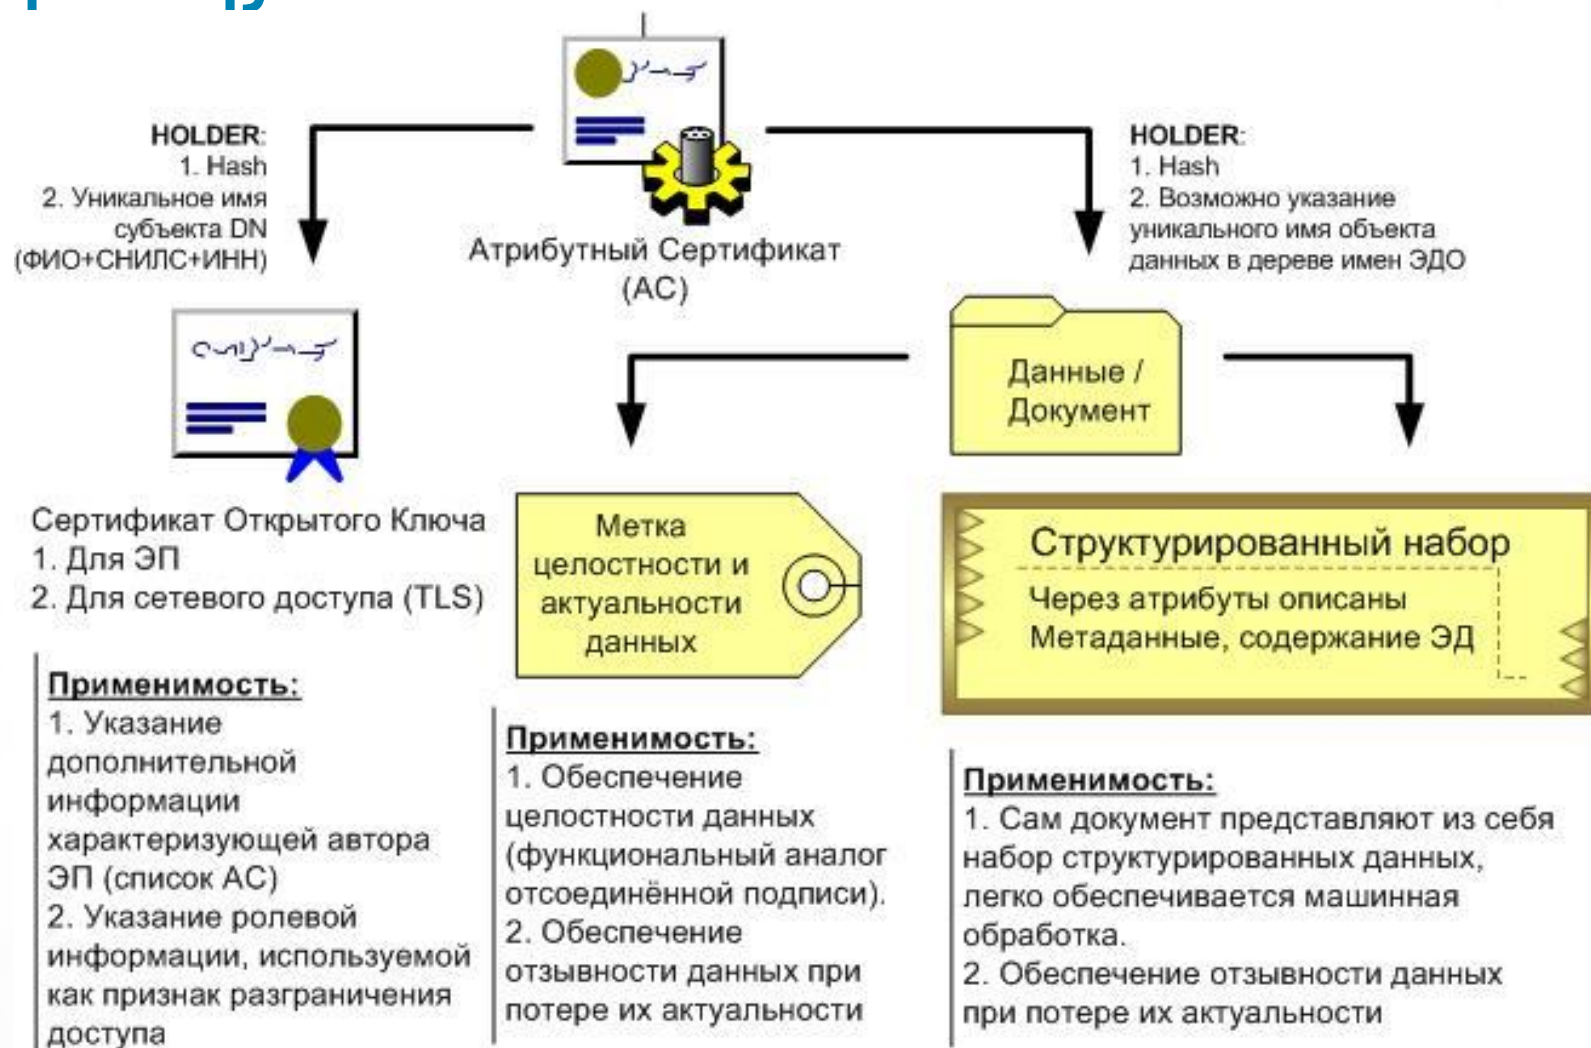 HOLDER:
1. Hash
2. Уникальное имя
субъекта DN
(ФИО+СНИЛС+ИНН)
Атрибутный Сертификат
(АС)
HOLDER:
1. Hash
2. Возможно указание
уникального имя объекта
данных в дереве имен ЭДО
Данные /
Документ
Сертификат Открытого Ключа
1. Для ЭП
2. Для сетевого доступа (TLS)
Метка
целостности и
актуальности
данных
Структурированный набор
Через атрибуты описаны
Метаданные, содержание ЭД
Применимость:
1. Указание
дополнительной
информации
характеризующей автора
ЭП (список АС)
2. Указание ролевой
информации, используемой
как признак разграничения
доступа
Применимость:
1. Обеспечение
целостности данных
(функциональный аналог
отсоединённой подписи).
2. Обеспечение
отзывности данных при
потере их актуальности
Применимость:
1. Сам документ представляют из себя
набор структурированных данных,
легко обеспечивается машинная
обработка.
2. Обеспечение отзывности данных
при потере их актуальности